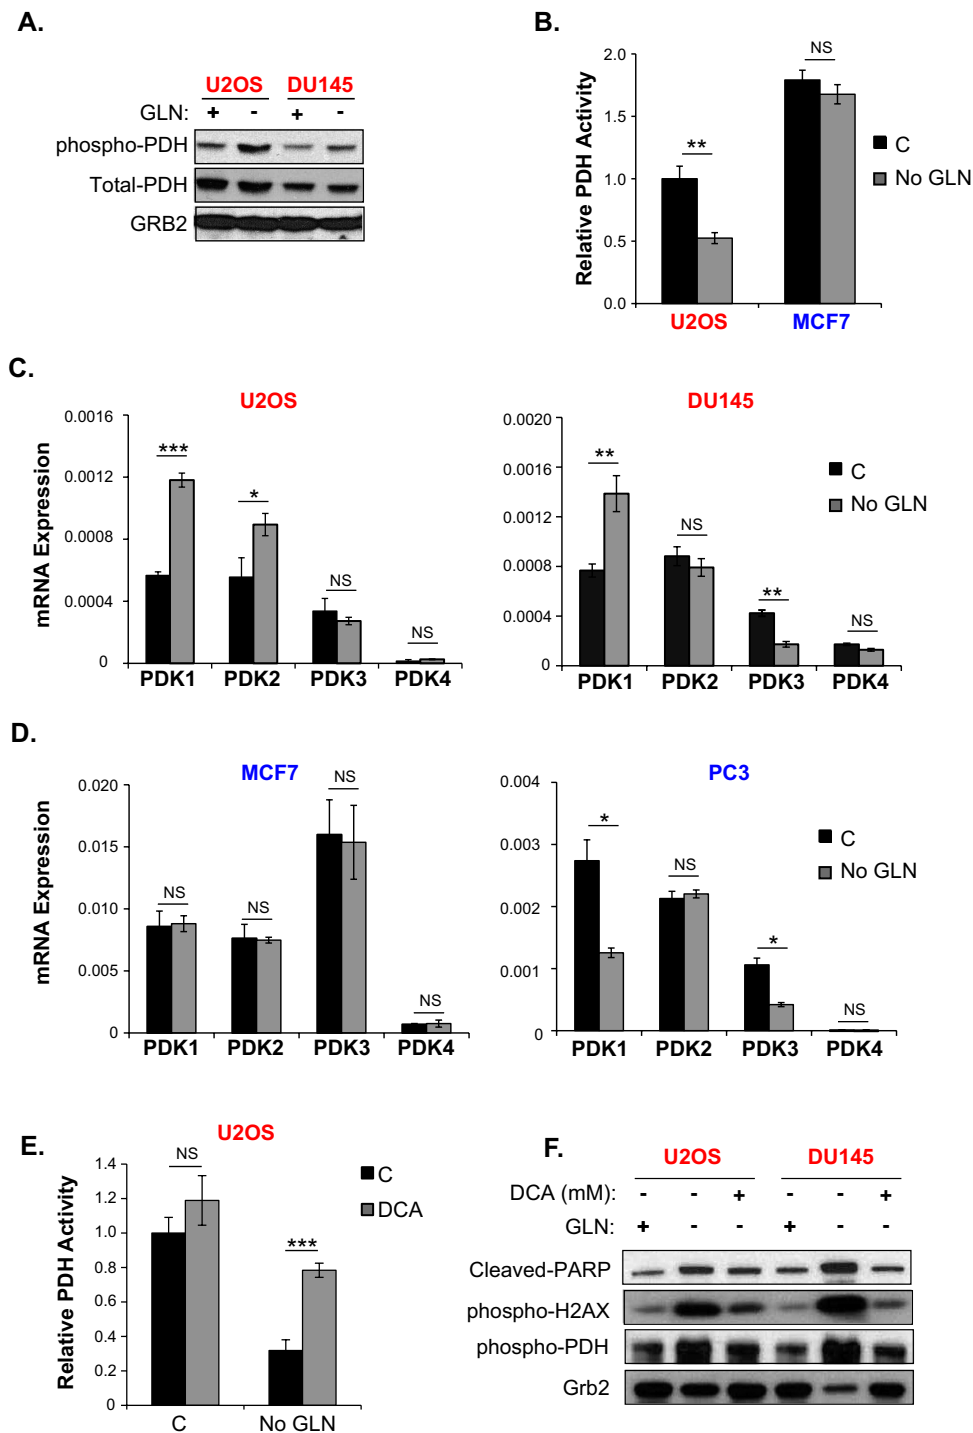 A.
U2OS DU145
GLN: + - + -
phospho-PDH
Total-PDH
GRB2
B.
Relative PDH Activity
2.0
1.5
1.0
0.5
0.0
**
NS
C
No GLN
U2OS MCF7
C.
U2OS
mRNA Expression
0.0016
0.0012
0.0008
0.0004
0
***
*
NS
NS
PDK1 PDK2 PDK3 PDK4
DU145
0.0020
0.0016
0.0012
0.0008
0.0004
0
**
NS
**
NS
C
No GLN
PDK1 PDK2 PDK3 PDK4
D.
MCF7
mRNA Expression
0.020
0.015
0.010
0.005
0
NS
NS
NS
NS
PDK1 PDK2 PDK3 PDK4
PC3
0.004
0.003
0.002
0.001
0
*
NS
*
NS
C
No GLN
PDK1 PDK2 PDK3 PDK4
E.
U2OS
Relative PDH Activity
1.4
1.2
1.0
0.8
0.6
0.4
0.2
0
NS
***
C
DCA
C No GLN
F.
U2OS DU145
DCA (mM): - - + - - +
GLN: + - - + - -
Cleaved-PARP
phospho-H2AX
phospho-PDH
Grb2